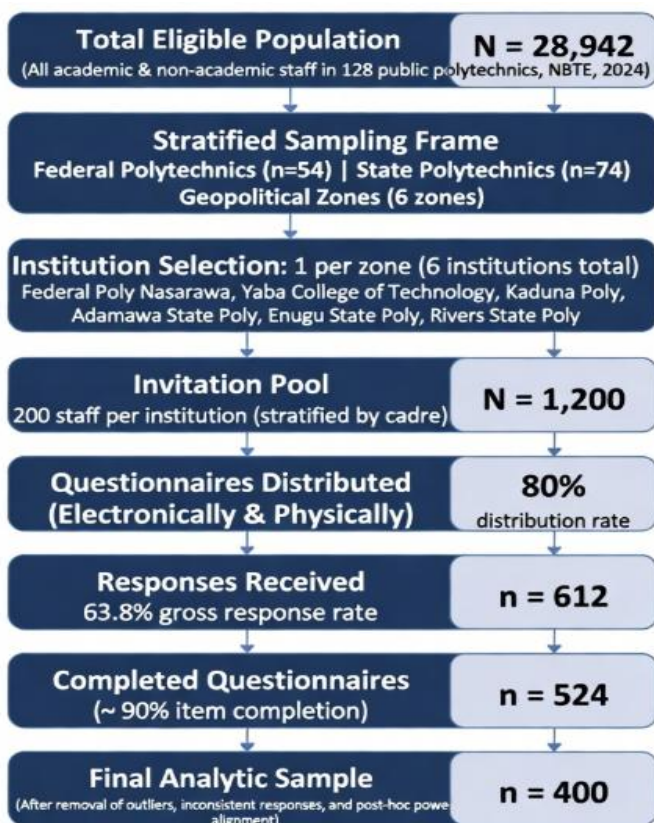 Total Eligible Population
N = 28,942
(All academic & non-academic staff in 128 public polytechnics, NBTE, 2024)
Stratified Sampling Frame
Federal Polytechnics (n=54) | State Polytechnics (n=74)
Geopolitical Zones (6 zones)
Institution Selection: 1 per zone (6 institutions total)
Federal Poly Nasarawa, Yaba College of Technology, Kaduna Poly,
Adamawa State Poly, Enugu State Poly, Rivers State Poly
Invitation Pool
200 staff per institution (stratified by cadre)
N = 1,200
Questionnaires Distributed
(Electronically & Physically)
80%
distribution rate
Responses Received
63.8% gross response rate
n = 612
Completed Questionnaires
(~ 90% item completion)
n = 524
Final Analytic Sample
(After removal of outliers, inconsistent responses, and post-hoc powe
alignment)
n = 400